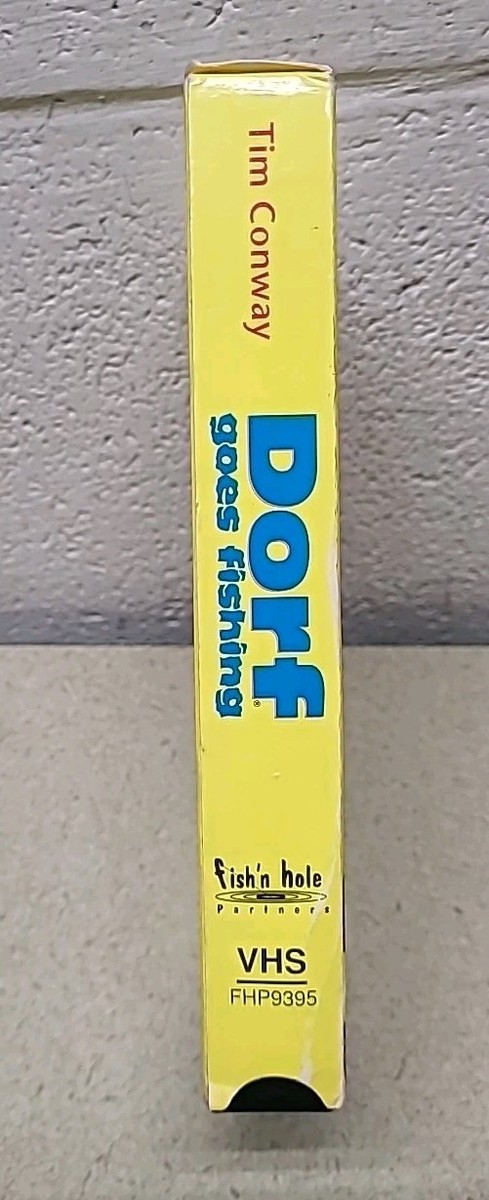 Tim Conway
Dorf®
goes fishing
fish'n hole
Partners
VHS
FHP9395